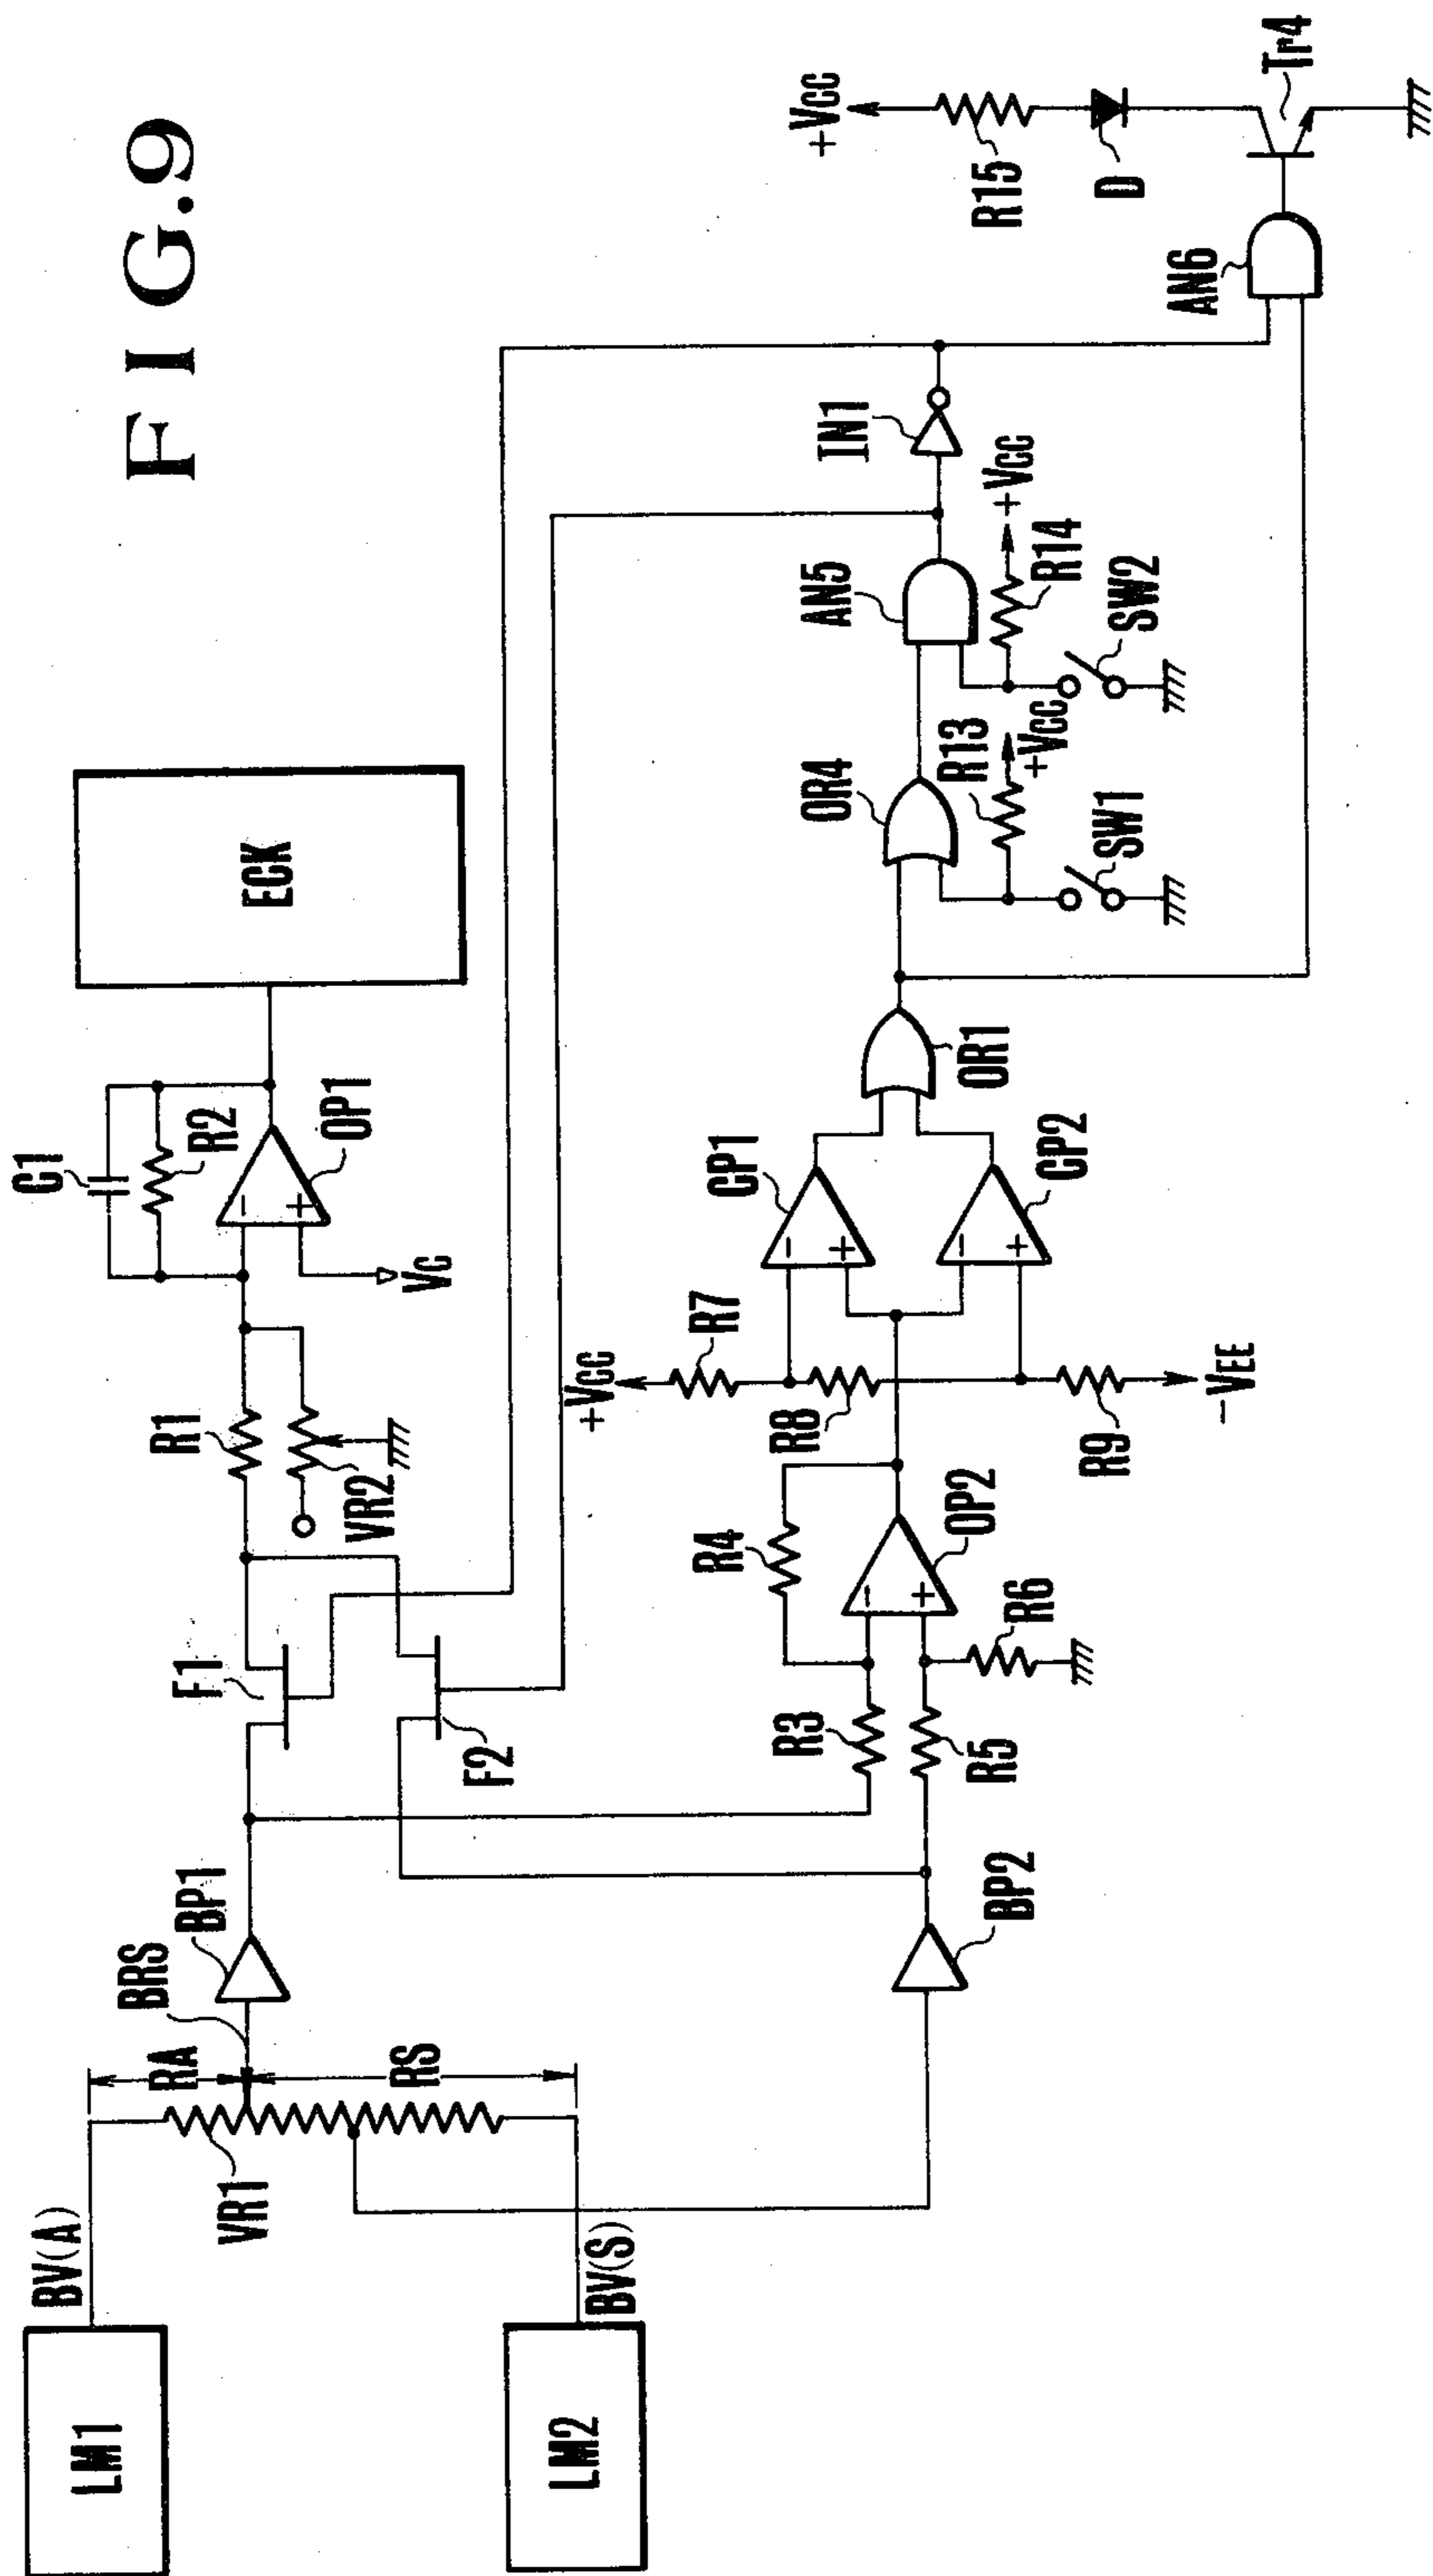 FIG.9
LM1
BV(A)
VR1
RA
BRS
BP1
F1
R1
VR2
C1
R2
OP1
−
+
VC
ECK
LM2
BV(S)
RS
F2
BP2
R3
R5
R4
OP2
−
+
R6
+VCC
R7
R8
R9
−VEE
CP1
−
+
CP2
−
+
OR1
OR4
R13
+VCC
SW1
AN5
R14
+VCC
SW2
IN1
AN6
+VCC
R15
D
Tr4